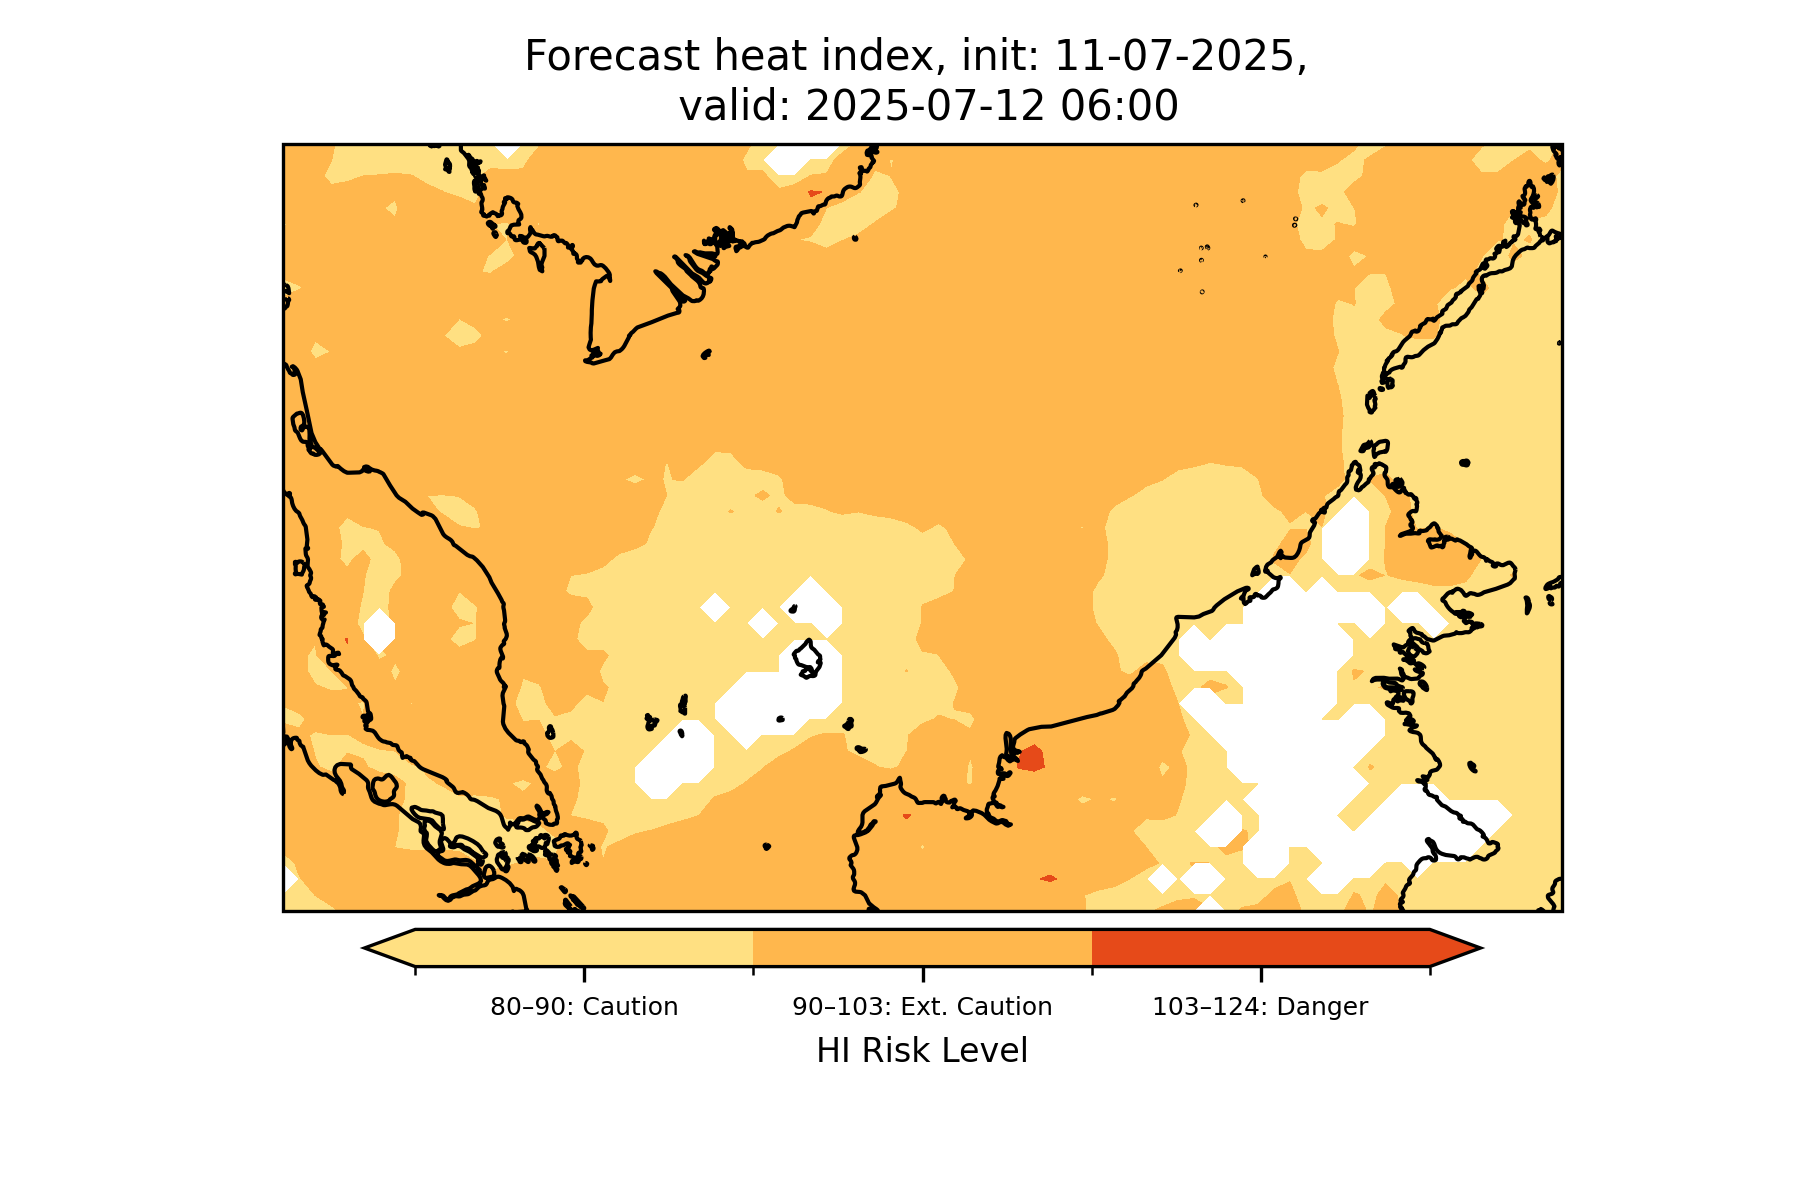 Forecast heat index, init: 11-07-2025,
valid: 2025-07-12 06:00
80–90: Caution
90–103: Ext. Caution
103–124: Danger
HI Risk Level